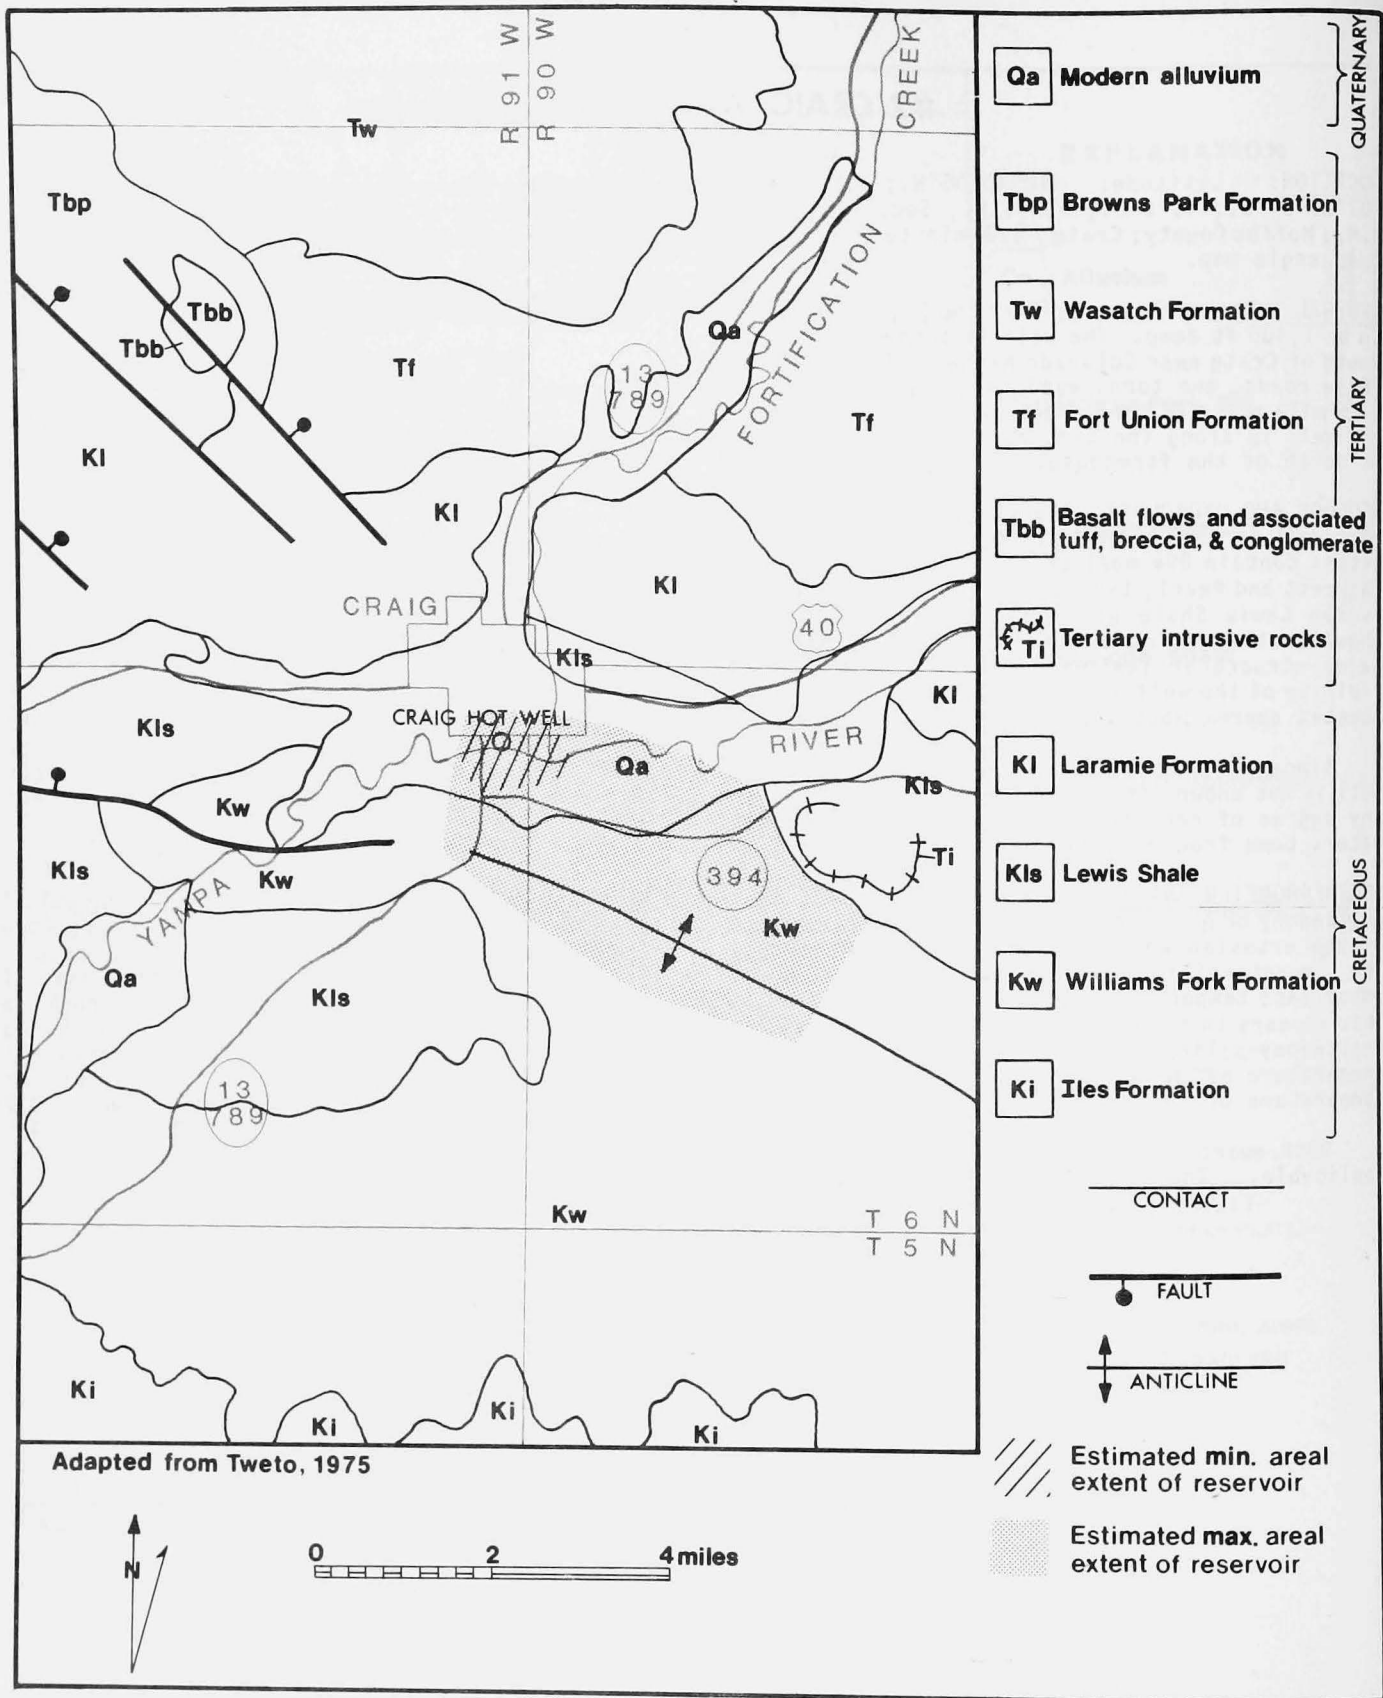 R 91 W
R 90 W
CREEK
Tw
Tbp
Tbb
Tbb
Qa
FORTIFICATION
13
789
Tf
Tf
Kl
Kl
Kl
CRAIG
40
Kls
Kl
Kls
CRAIG HOT WELL
RIVER
Qa
Kls
Kw
Ti
Kls
Kw
394
YAMPA
Kw
Qa
Kls
13
789
Kw
T 6 N
T 5 N
Ki
Ki
Ki
Ki
Adapted from Tweto, 1975
N
0 2 4 miles
Qa Modern alluvium
QUATERNARY
Tbp Browns Park Formation
Tw Wasatch Formation
Tf Fort Union Formation
TERTIARY
Tbb Basalt flows and associated
tuff, breccia, & conglomerate
Ti Tertiary intrusive rocks
Kl Laramie Formation
Kls Lewis Shale
CRETACEOUS
Kw Williams Fork Formation
Ki Iles Formation
CONTACT
FAULT
ANTICLINE
Estimated min. areal
extent of reservoir
Estimated max. areal
extent of reservoir